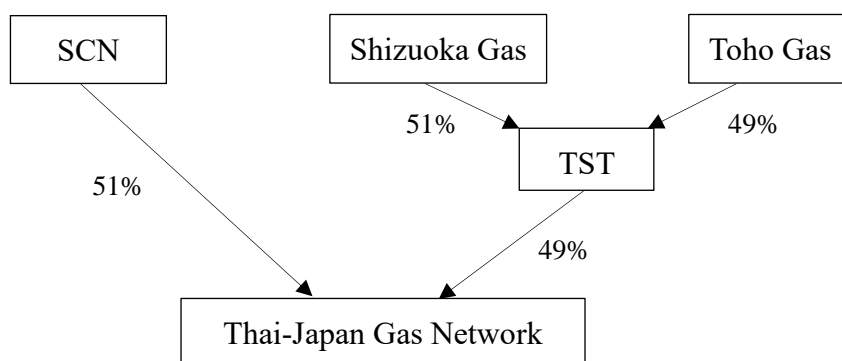 SCN
Shizuoka Gas
Toho Gas
51%
49%
TST
51%
49%
Thai-Japan Gas Network